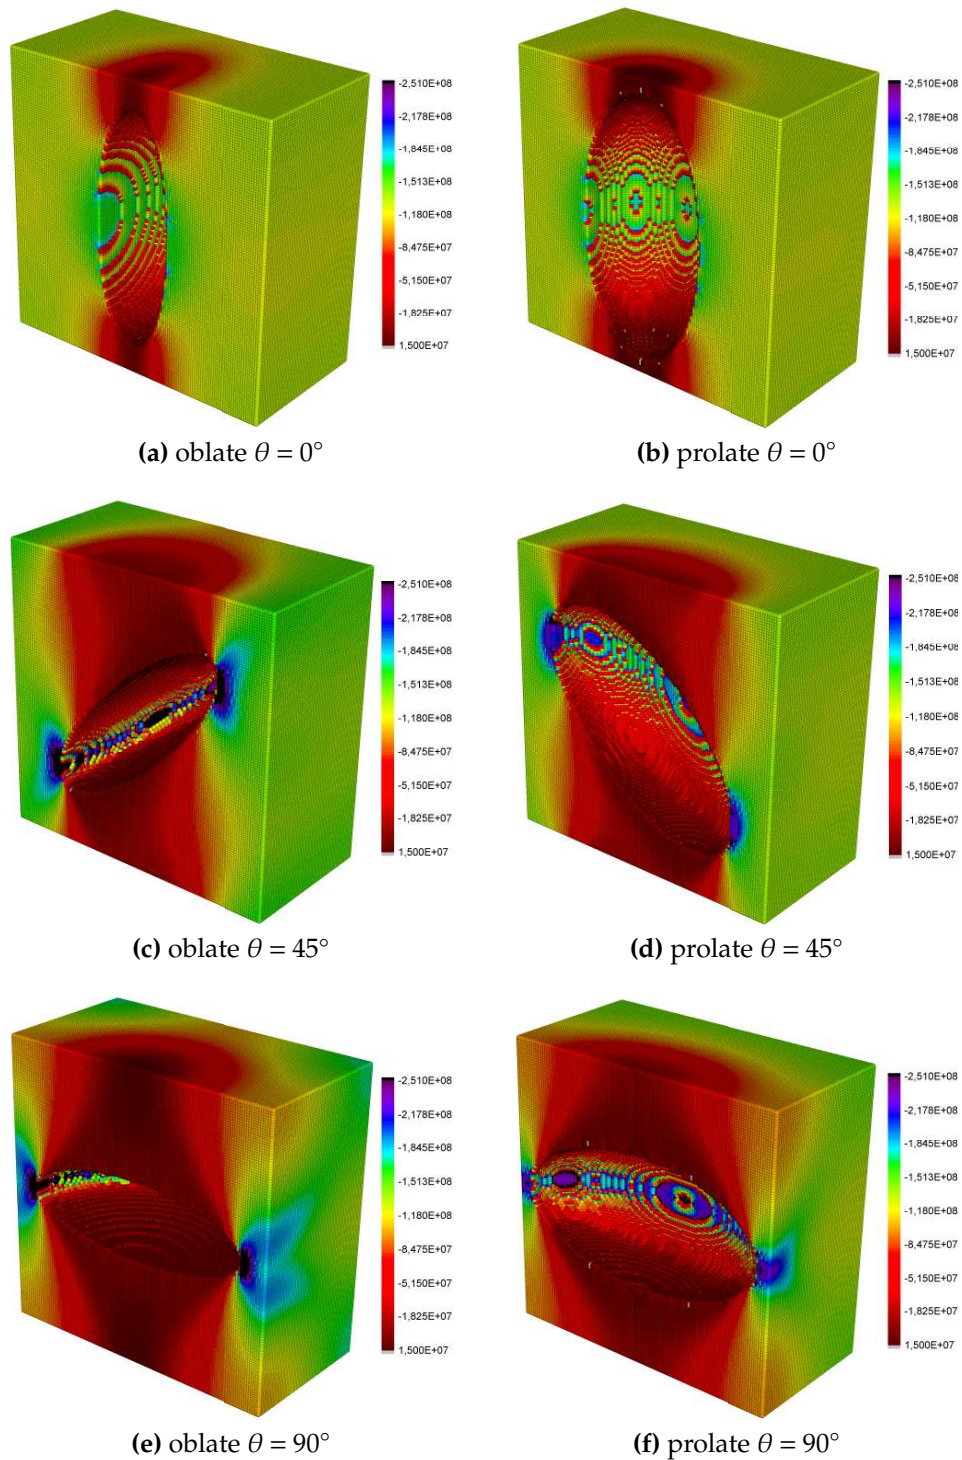 -2,510E+08
-2,178E+08
-1,845E+08
-1,513E+08
-1,180E+08
-8,475E+07
-5,150E+07
-1,825E+07
1,500E+07
-2,510E+08
-2,178E+08
-1,845E+08
-1,513E+08
-1,180E+08
-8,475E+07
-5,150E+07
-1,825E+07
1,500E+07
(a) oblate θ = 0°
(b) prolate θ = 0°
-2,510E+08
-2,178E+08
-1,845E+08
-1,513E+08
-1,180E+08
-8,475E+07
-5,150E+07
-1,825E+07
1,500E+07
-2,510E+08
-2,178E+08
-1,845E+08
-1,513E+08
-1,180E+08
-8,475E+07
-5,150E+07
-1,825E+07
1,500E+07
(c) oblate θ = 45°
(d) prolate θ = 45°
-2,510E+08
-2,178E+08
-1,845E+08
-1,513E+08
-1,180E+08
-8,475E+07
-5,150E+07
-1,825E+07
1,500E+07
-2,510E+08
-2,178E+08
-1,845E+08
-1,513E+08
-1,180E+08
-8,475E+07
-5,150E+07
-1,825E+07
1,500E+07
(e) oblate θ = 90°
(f) prolate θ = 90°